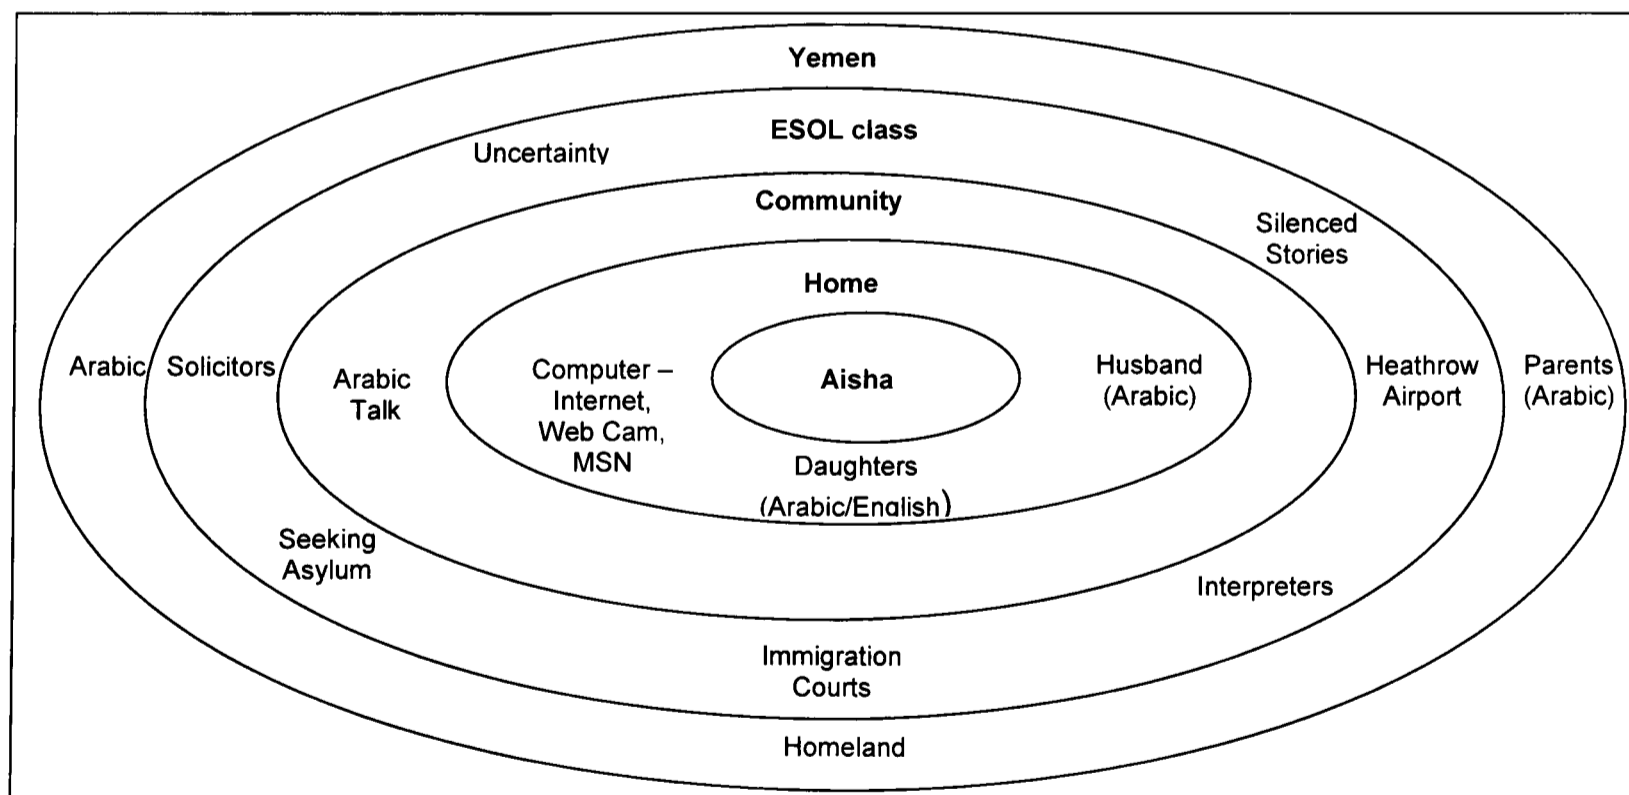 Yemen
ESOL class
Uncertainty
Community
Silenced
Stories
Home
Arabic
Solicitors
Arabic
Talk
Computer –
Internet,
Web Cam,
MSN
Aisha
Husband
(Arabic)
Heathrow
Airport
Parents
(Arabic)
Daughters
(Arabic/English)
Seeking
Asylum
Interpreters
Immigration
Courts
Homeland